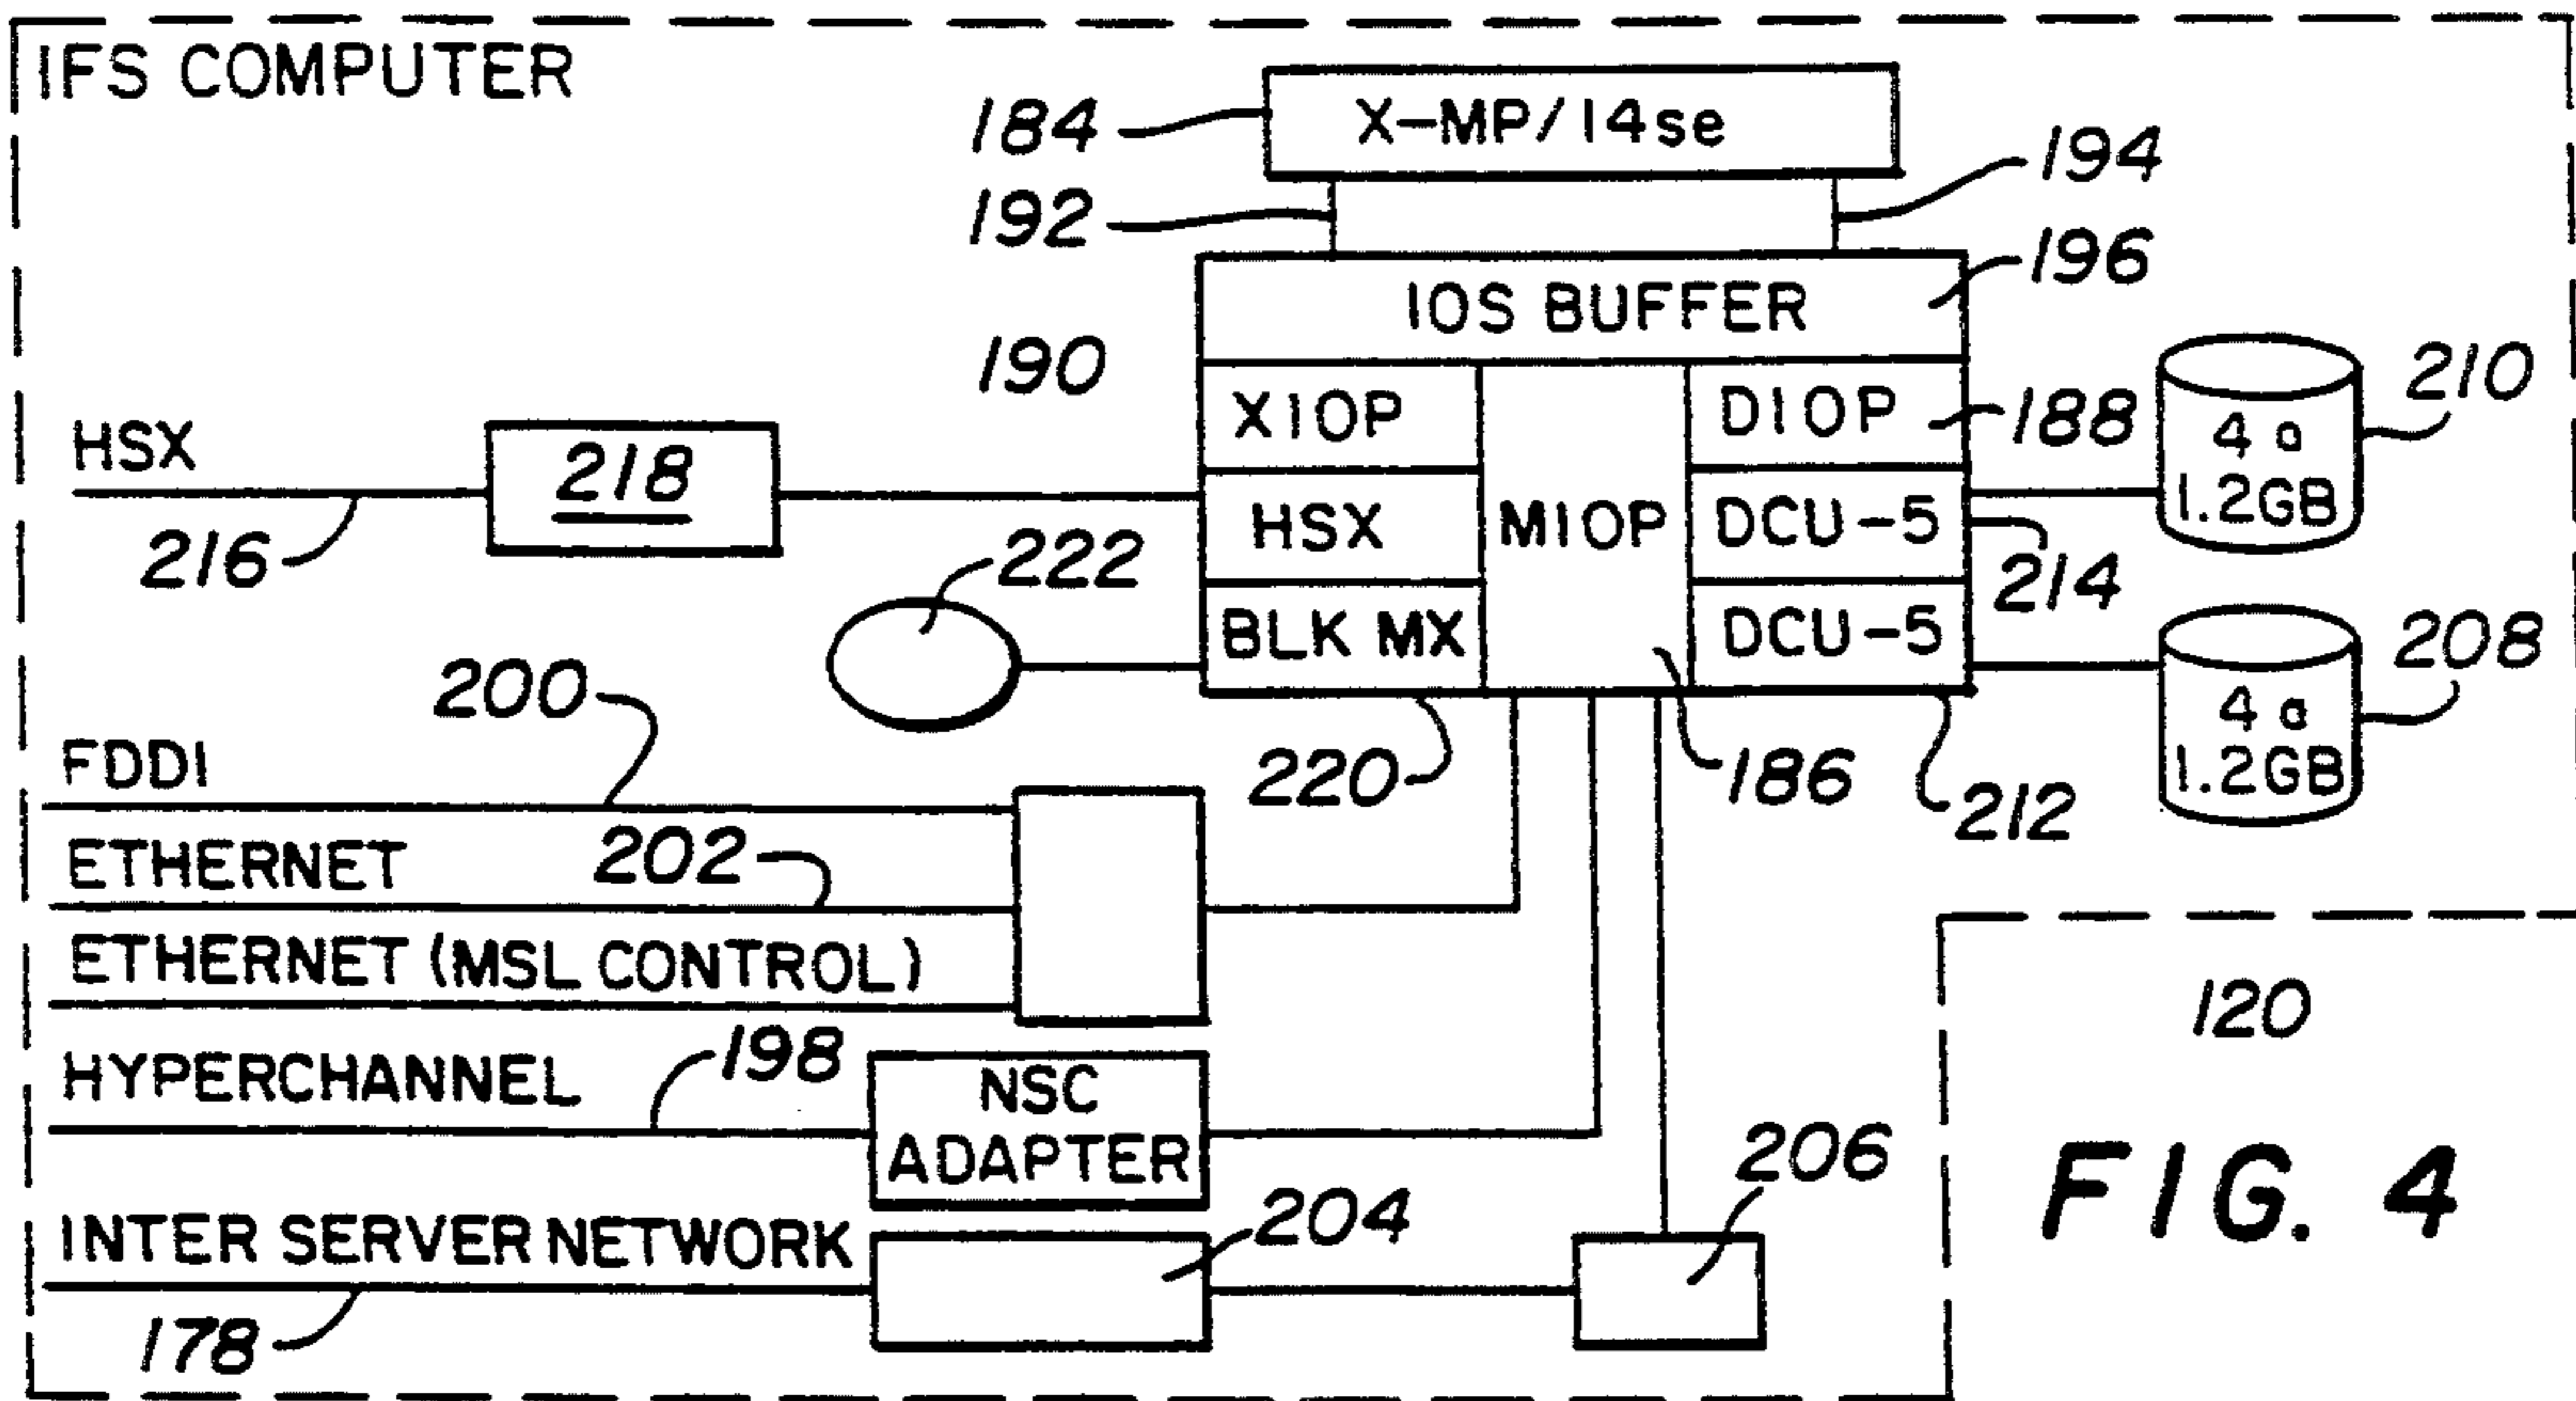 IFS COMPUTER
184
X-MP/14se
192
194
196
IOS BUFFER
190
XIOP
DIOP
188
210
4 a
1.2GB
HSX
218
216
HSX
MIOP
DCU-5
214
222
BLK MX
DCU-5
208
4 a
1.2GB
200
220
186
212
FDDI
ETHERNET
202
ETHERNET (MSL CONTROL)
120
HYPERCHANNEL
198
NSC
ADAPTER
206
INTER SERVER NETWORK
204
178
FIG. 4